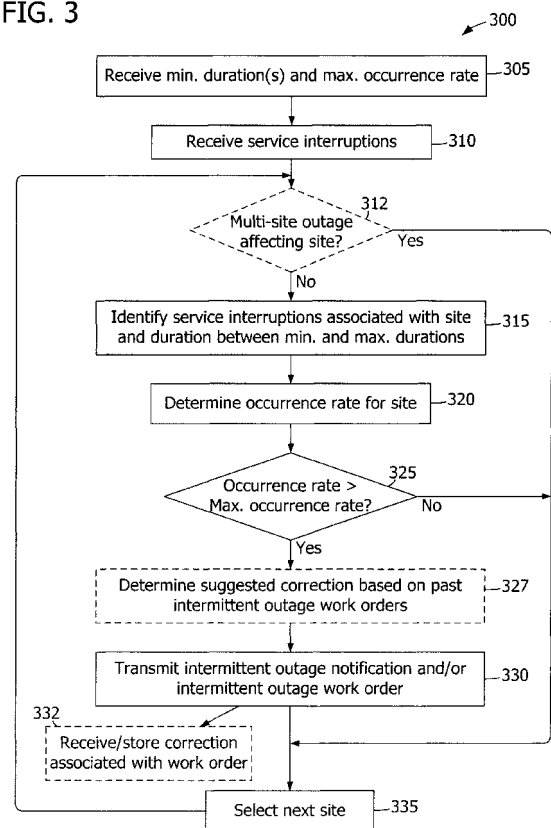 FIG. 3
300
Receive min. duration(s) and max. occurrence rate
305
Receive service interruptions
310
312
Multi-site outage
affecting site?
Yes
No
Identify service interruptions associated with site
and duration between min. and max. durations
315
Determine occurrence rate for site
320
325
Occurrence rate >
Max. occurrence rate?
No
Yes
Determine suggested correction based on past
intermittent outage work orders
327
Transmit intermittent outage notification and/or
intermittent outage work order
330
332
Receive/store correction
associated with work order
Select next site
335